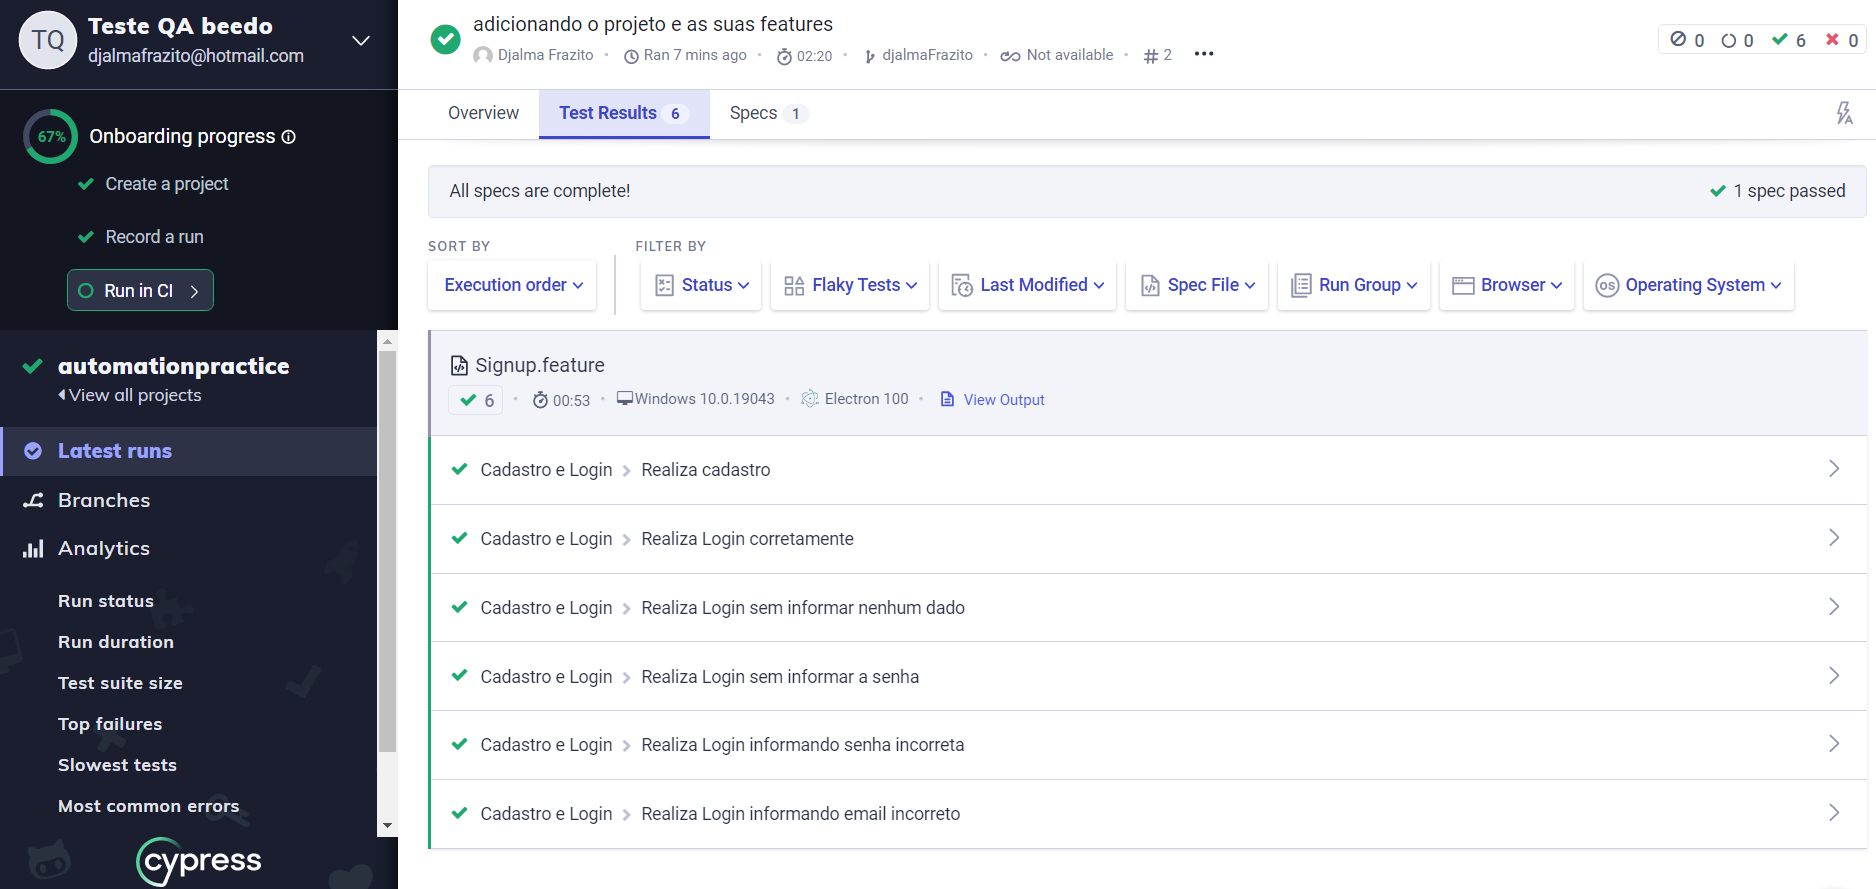 TQ
Teste QA beedo
djalmafrazito@hotmail.com
67%
Onboarding progress
Create a project
Record a run
Run in CI
automationpractice
View all projects
Latest runs
Branches
Analytics
Run status
Run duration
Test suite size
Top failures
Slowest tests
Most common errors
cypress
adicionando o projeto e as suas features
Djalma Frazito • Ran 7 mins ago • 02:20 • djalmaFrazito • Not available • # 2 •••
0 0 6 0
Overview Test Results 6 Specs 1
All specs are complete! 1 spec passed
SORT BY FILTER BY
Execution order Status Flaky Tests Last Modified Spec File Run Group Browser OS Operating System
Signup.feature
6 • 00:53 • Windows 10.0.19043 • Electron 100 • View Output
Cadastro e Login > Realiza cadastro
Cadastro e Login > Realiza Login corretamente
Cadastro e Login > Realiza Login sem informar nenhum dado
Cadastro e Login > Realiza Login sem informar a senha
Cadastro e Login > Realiza Login informando senha incorreta
Cadastro e Login > Realiza Login informando email incorreto